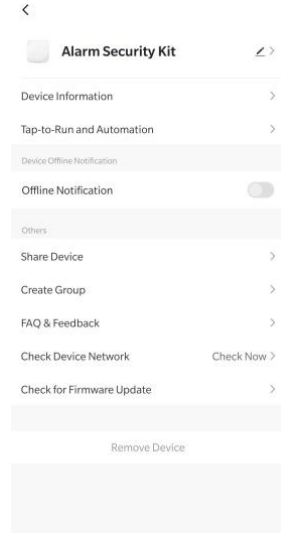 Alarm Security Kit
Device Information
Tap-to-Run and Automation
Device Offline Notification
Offline Notification
Others
Share Device
Create Group
FAQ & Feedback
Check Device Network Check Now
Check for Firmware Update
Remove Device